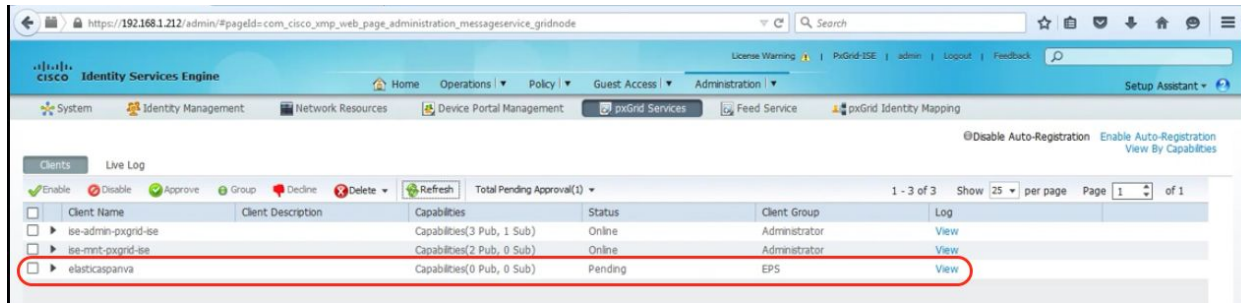 https://192.168.1.212/admin/#pageId=com_cisco_xmp_web_page_administration_messageservice_gridnode
Search
License Warning | PxGrid-ISE | admin | Logout | Feedback
CISCO Identity Services Engine
Home Operations | Policy | Guest Access | Administration |
Setup Assistant
System Identity Management Network Resources Device Portal Management pxGrid Services Feed Service pxGrid Identity Mapping
Disable Auto-Registration Enable Auto-Registration
View By Capabilities
Clients Live Log
Enable Disable Approve Group Decline Delete Refresh Total Pending Approval(1) 1 - 3 of 3 Show 25 per page Page 1 of 1
Client Name Client Description Capabilities Status Client Group Log
ise-admin-pxgrid-ise Capabilities(3 Pub, 1 Sub) Online Administrator View
ise-mnt-pxgrid-ise Capabilities(2 Pub, 0 Sub) Online Administrator View
elasticaspanva Capabilities(0 Pub, 0 Sub) Pending EPS View